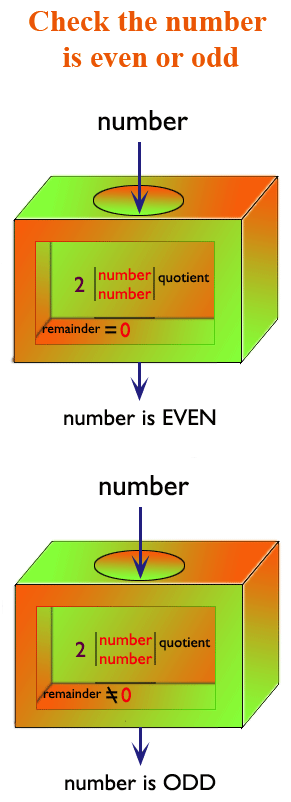 Check the number
is even or odd
number
2 |number| quotient
number
remainder = 0
number is EVEN
number
2 |number| quotient
number
remainder ≠ 0
number is ODD